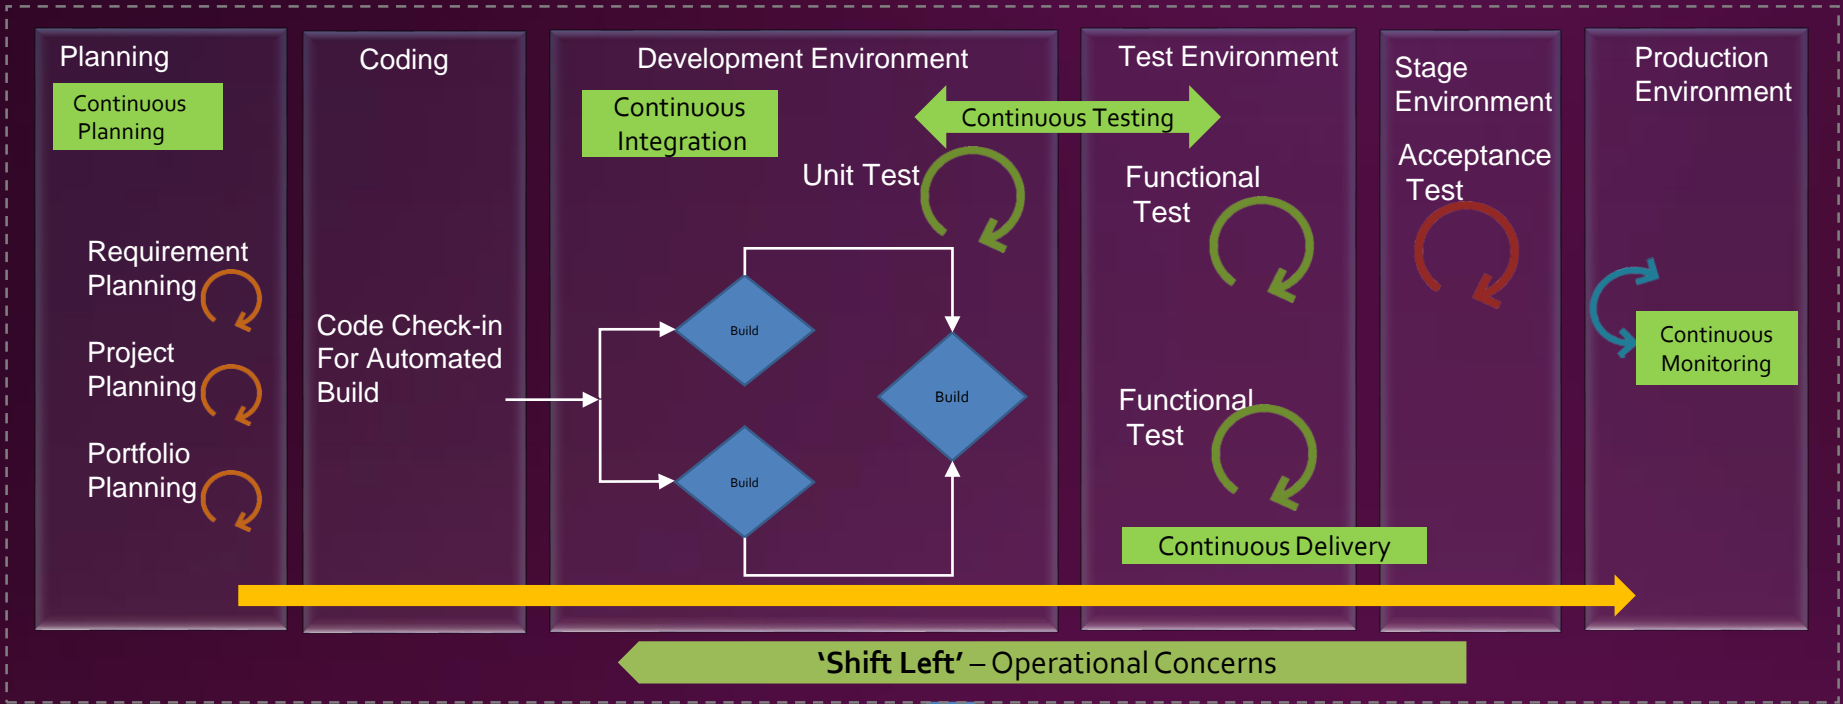 Planning
Continuous
Planning
Requirement
Planning
Project
Planning
Portfolio
Planning
Coding
Code Check-in
For Automated
Build
Development Environment
Continuous
Integration
Continuous Testing
Unit Test
Build
Build
Build
Test Environment
Functional
Test
Functional
Test
Continuous Delivery
Stage
Environment
Acceptance
Test
Production
Environment
Continuous
Monitoring
‘Shift Left’ – Operational Concerns